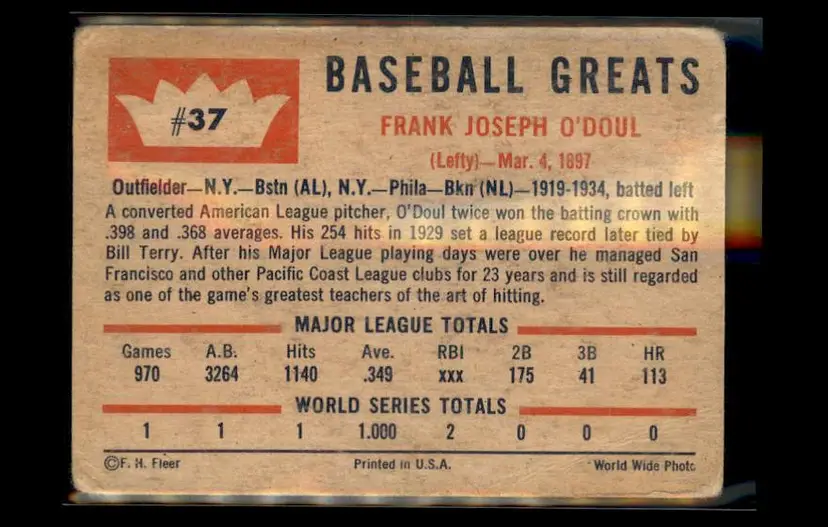 BASEBALL GREATS
#37
FRANK JOSEPH O'DOUL
(Lefty)—Mar. 4, 1897
Outfielder—N.Y.—Bstn (AL), N.Y.—Phila—Bkn (NL)—1919-1934, batted left
A converted American League pitcher, O'Doul twice won the batting crown with
.398 and .368 averages. His 254 hits in 1929 set a league record later tied by
Bill Terry. After his Major League playing days were over he managed San
Francisco and other Pacific Coast League clubs for 23 years and is still regarded
as one of the game's greatest teachers of the art of hitting.
MAJOR LEAGUE TOTALS
Games A.B. Hits Ave. RBI 2B 3B HR
970 3264 1140 .349 xxx 175 41 113
WORLD SERIES TOTALS
1 1 1 1.000 2 0 0 0
©F. H. Fleer Printed in U.S.A. World Wide Photo